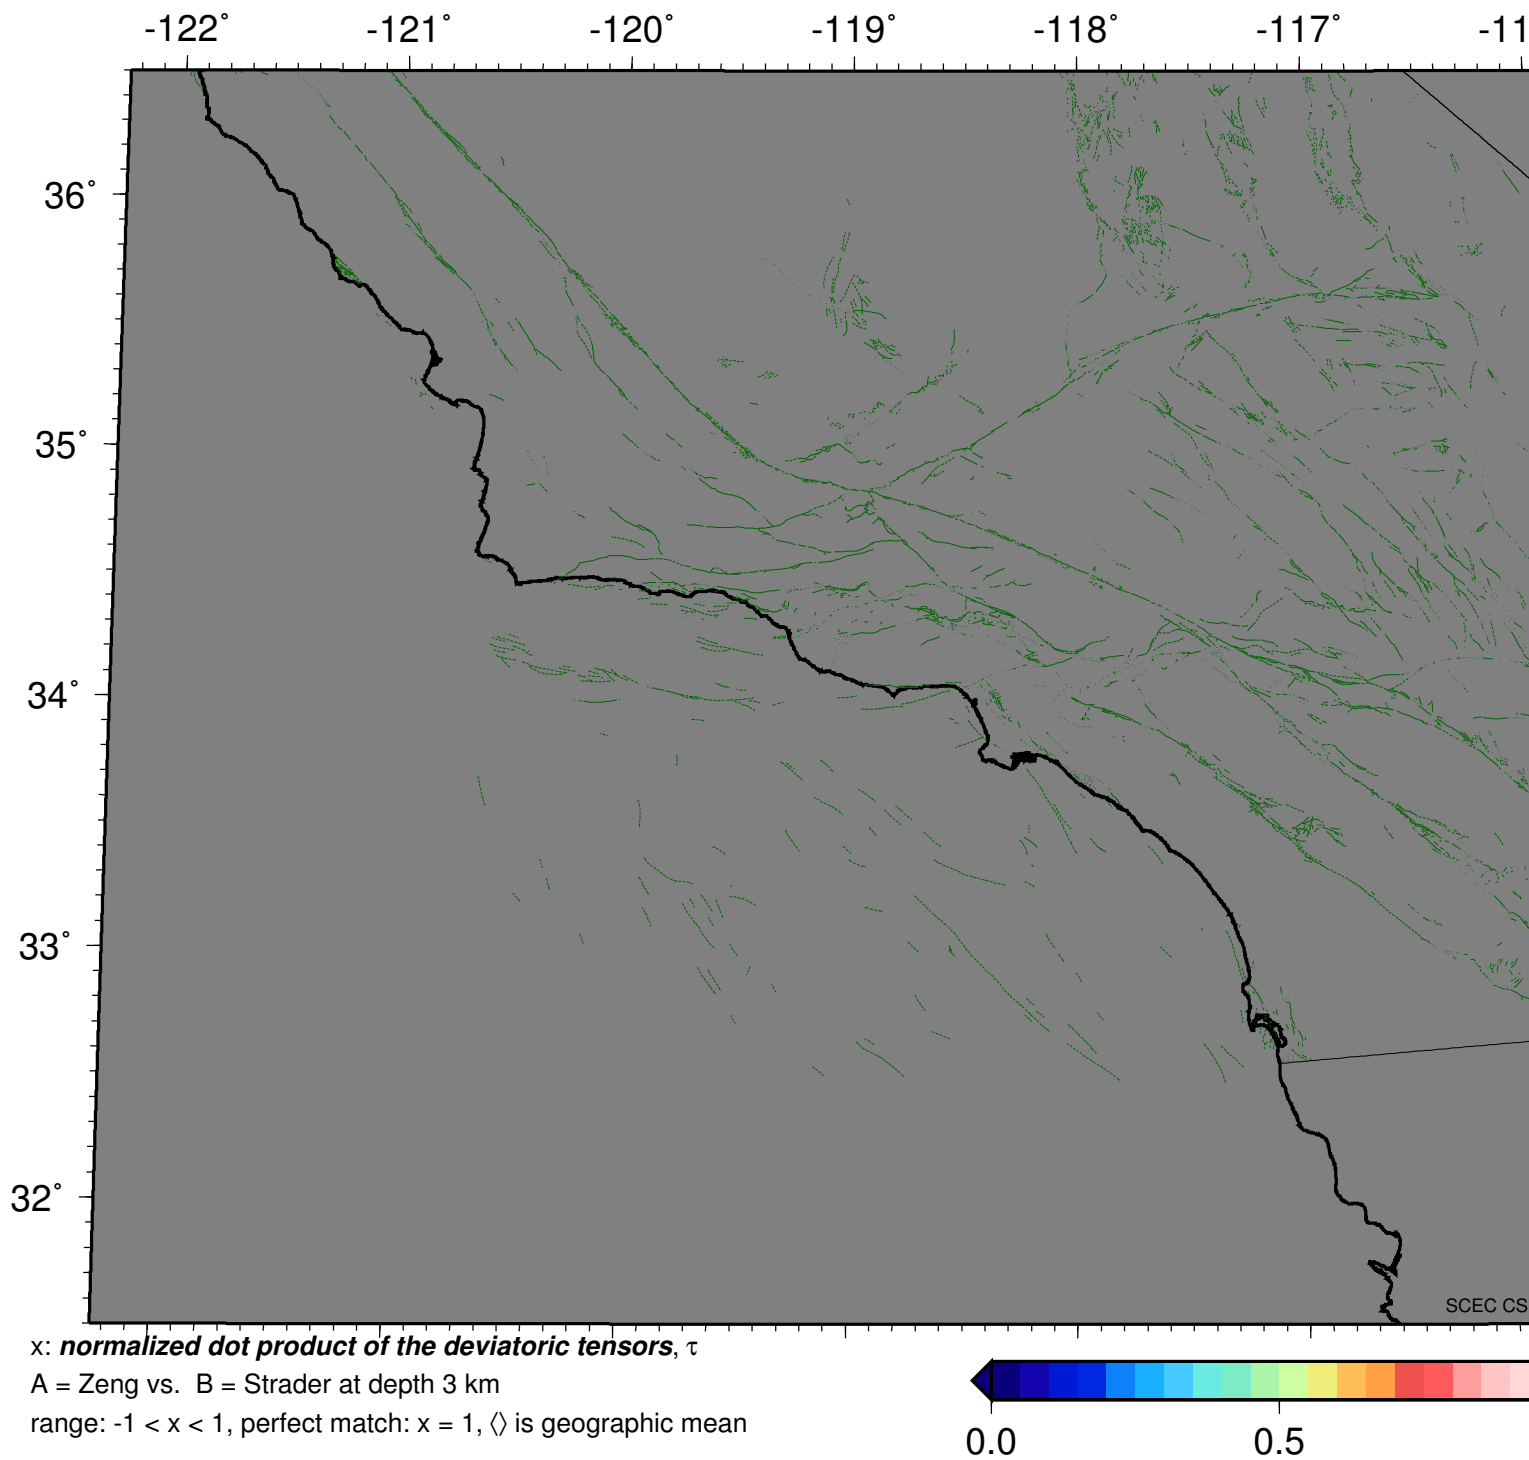 -122˚ -121˚ -120˚ -119˚ -118˚ -117˚ -11
36˚
35˚
34˚
33˚
32˚
SCEC CS
x: normalized dot product of the deviatoric tensors, τ
A = Zeng vs. B = Strader at depth 3 km
range: -1 < x < 1, perfect match: x = 1, ⟨⟩ is geographic mean
0.0 0.5